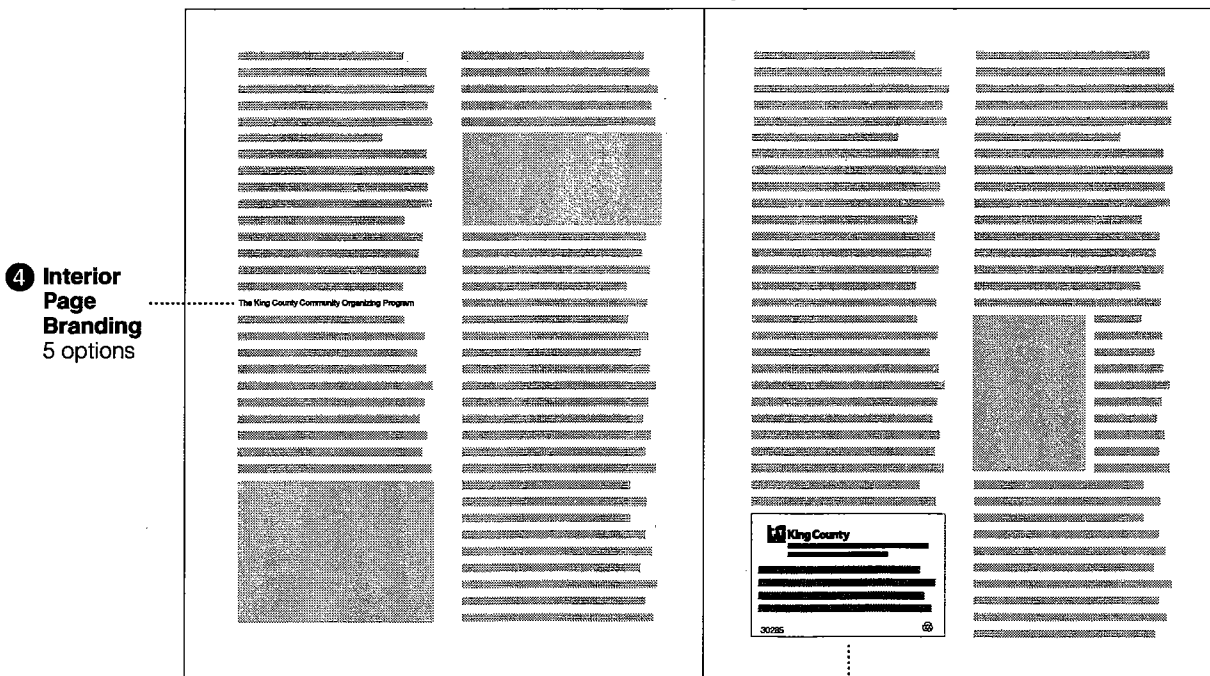 4 Interior
Page
Branding
5 options
The King County Community Organizing Program
King County
30285